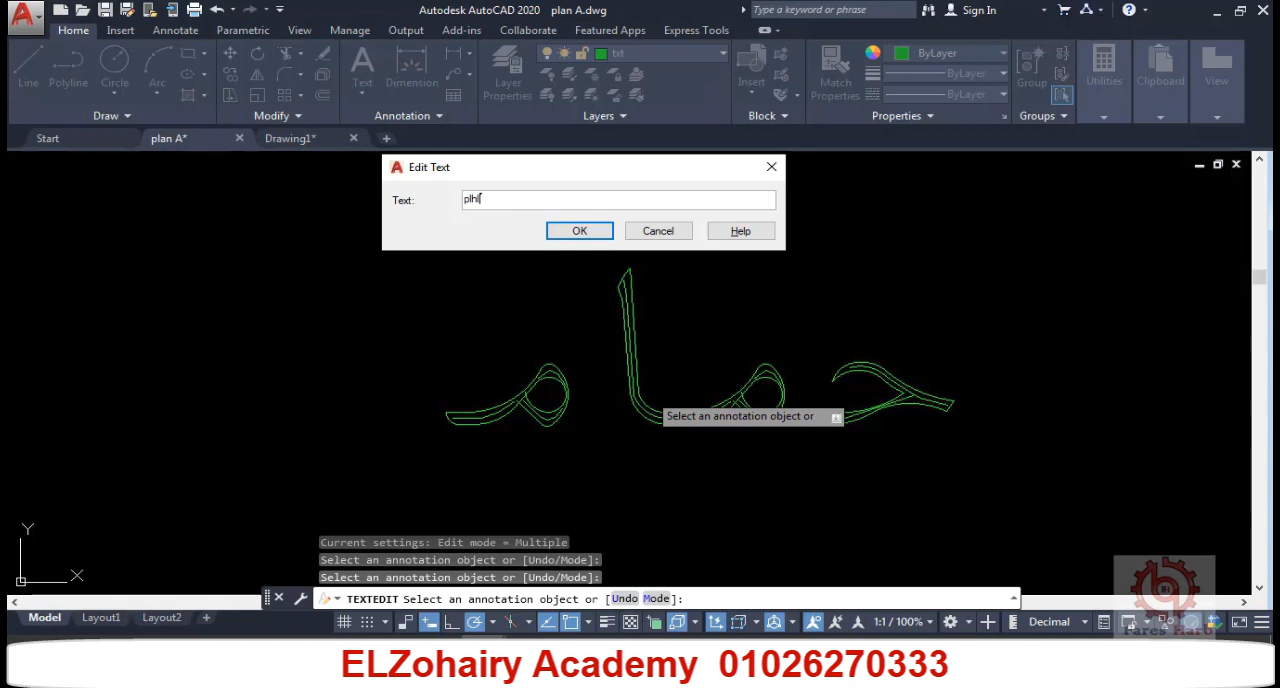 Autodesk AutoCAD 2020 plan A.dwg
Type a keyword or phrase
Sign In
Home Insert Annotate Parametric View Manage Output Add-ins Collaborate Featured Apps Express Tools
Line Polyline Circle Arc
Text Dimension
Layer Properties
txt
Insert
Match Properties
ByLayer
ByLayer
ByLayer
Group
Utilities
Clipboard
View
Draw Modify Annotation Layers Block Properties Groups
Start plan A* Drawing1*
Edit Text
Text: plhl
OK Cancel Help
حمام
Select an annotation object or
Y
X
Current settings: Edit mode = Multiple
Select an annotation object or [Undo/Mode]:
Select an annotation object or [Undo/Mode]:
TEXTEDIT Select an annotation object or [Undo Mode]:
Model Layout1 Layout2
1:1 / 100%
Decimal
Fares Harb
ELZohairy Academy 01026270333